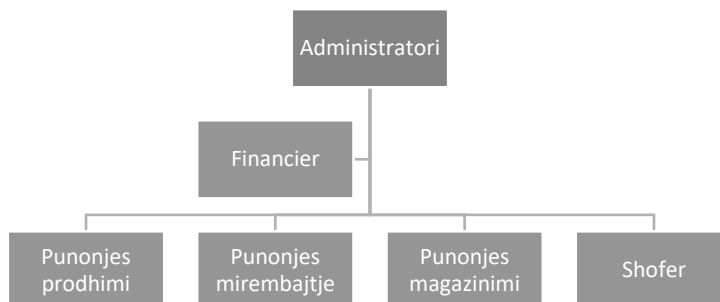 Administratori
Financier
Punonjes
prodhimi
Punonjes
mirembajtje
Punonjes
magazinimi
Shofer